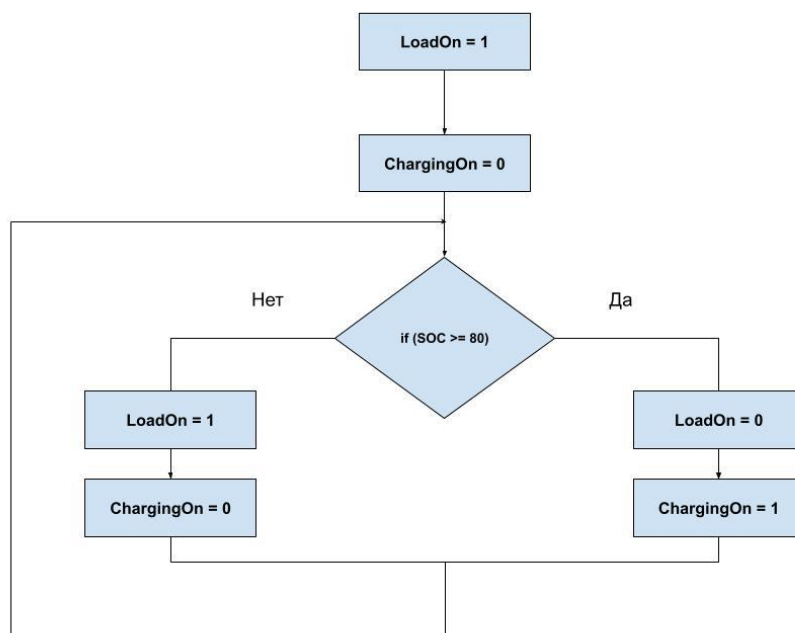 LoadOn = 1
ChargingOn = 0
Нет
Да
if (SOC >= 80)
LoadOn = 1
LoadOn = 0
ChargingOn = 0
ChargingOn = 1